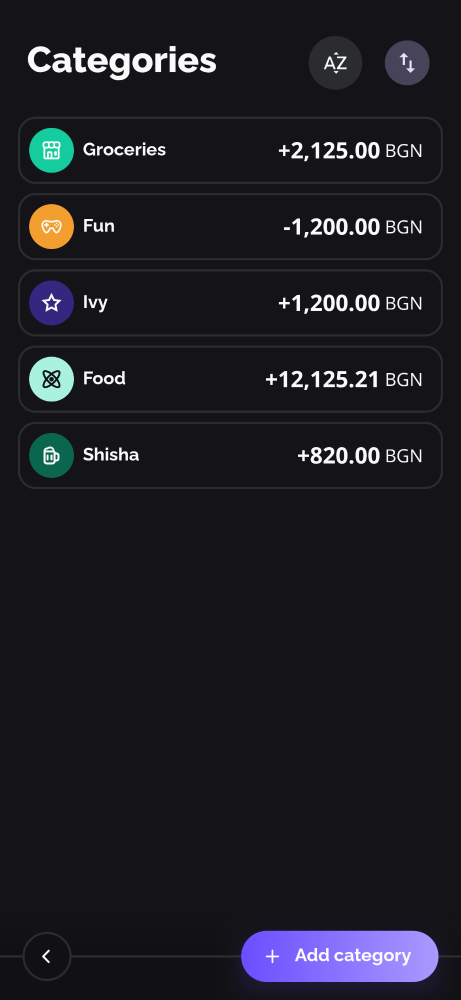 Categories AZ
Groceries +2,125.00 BGN
Fun -1,200.00 BGN
Ivy +1,200.00 BGN
Food +12,125.21 BGN
Shisha +820.00 BGN
Add category